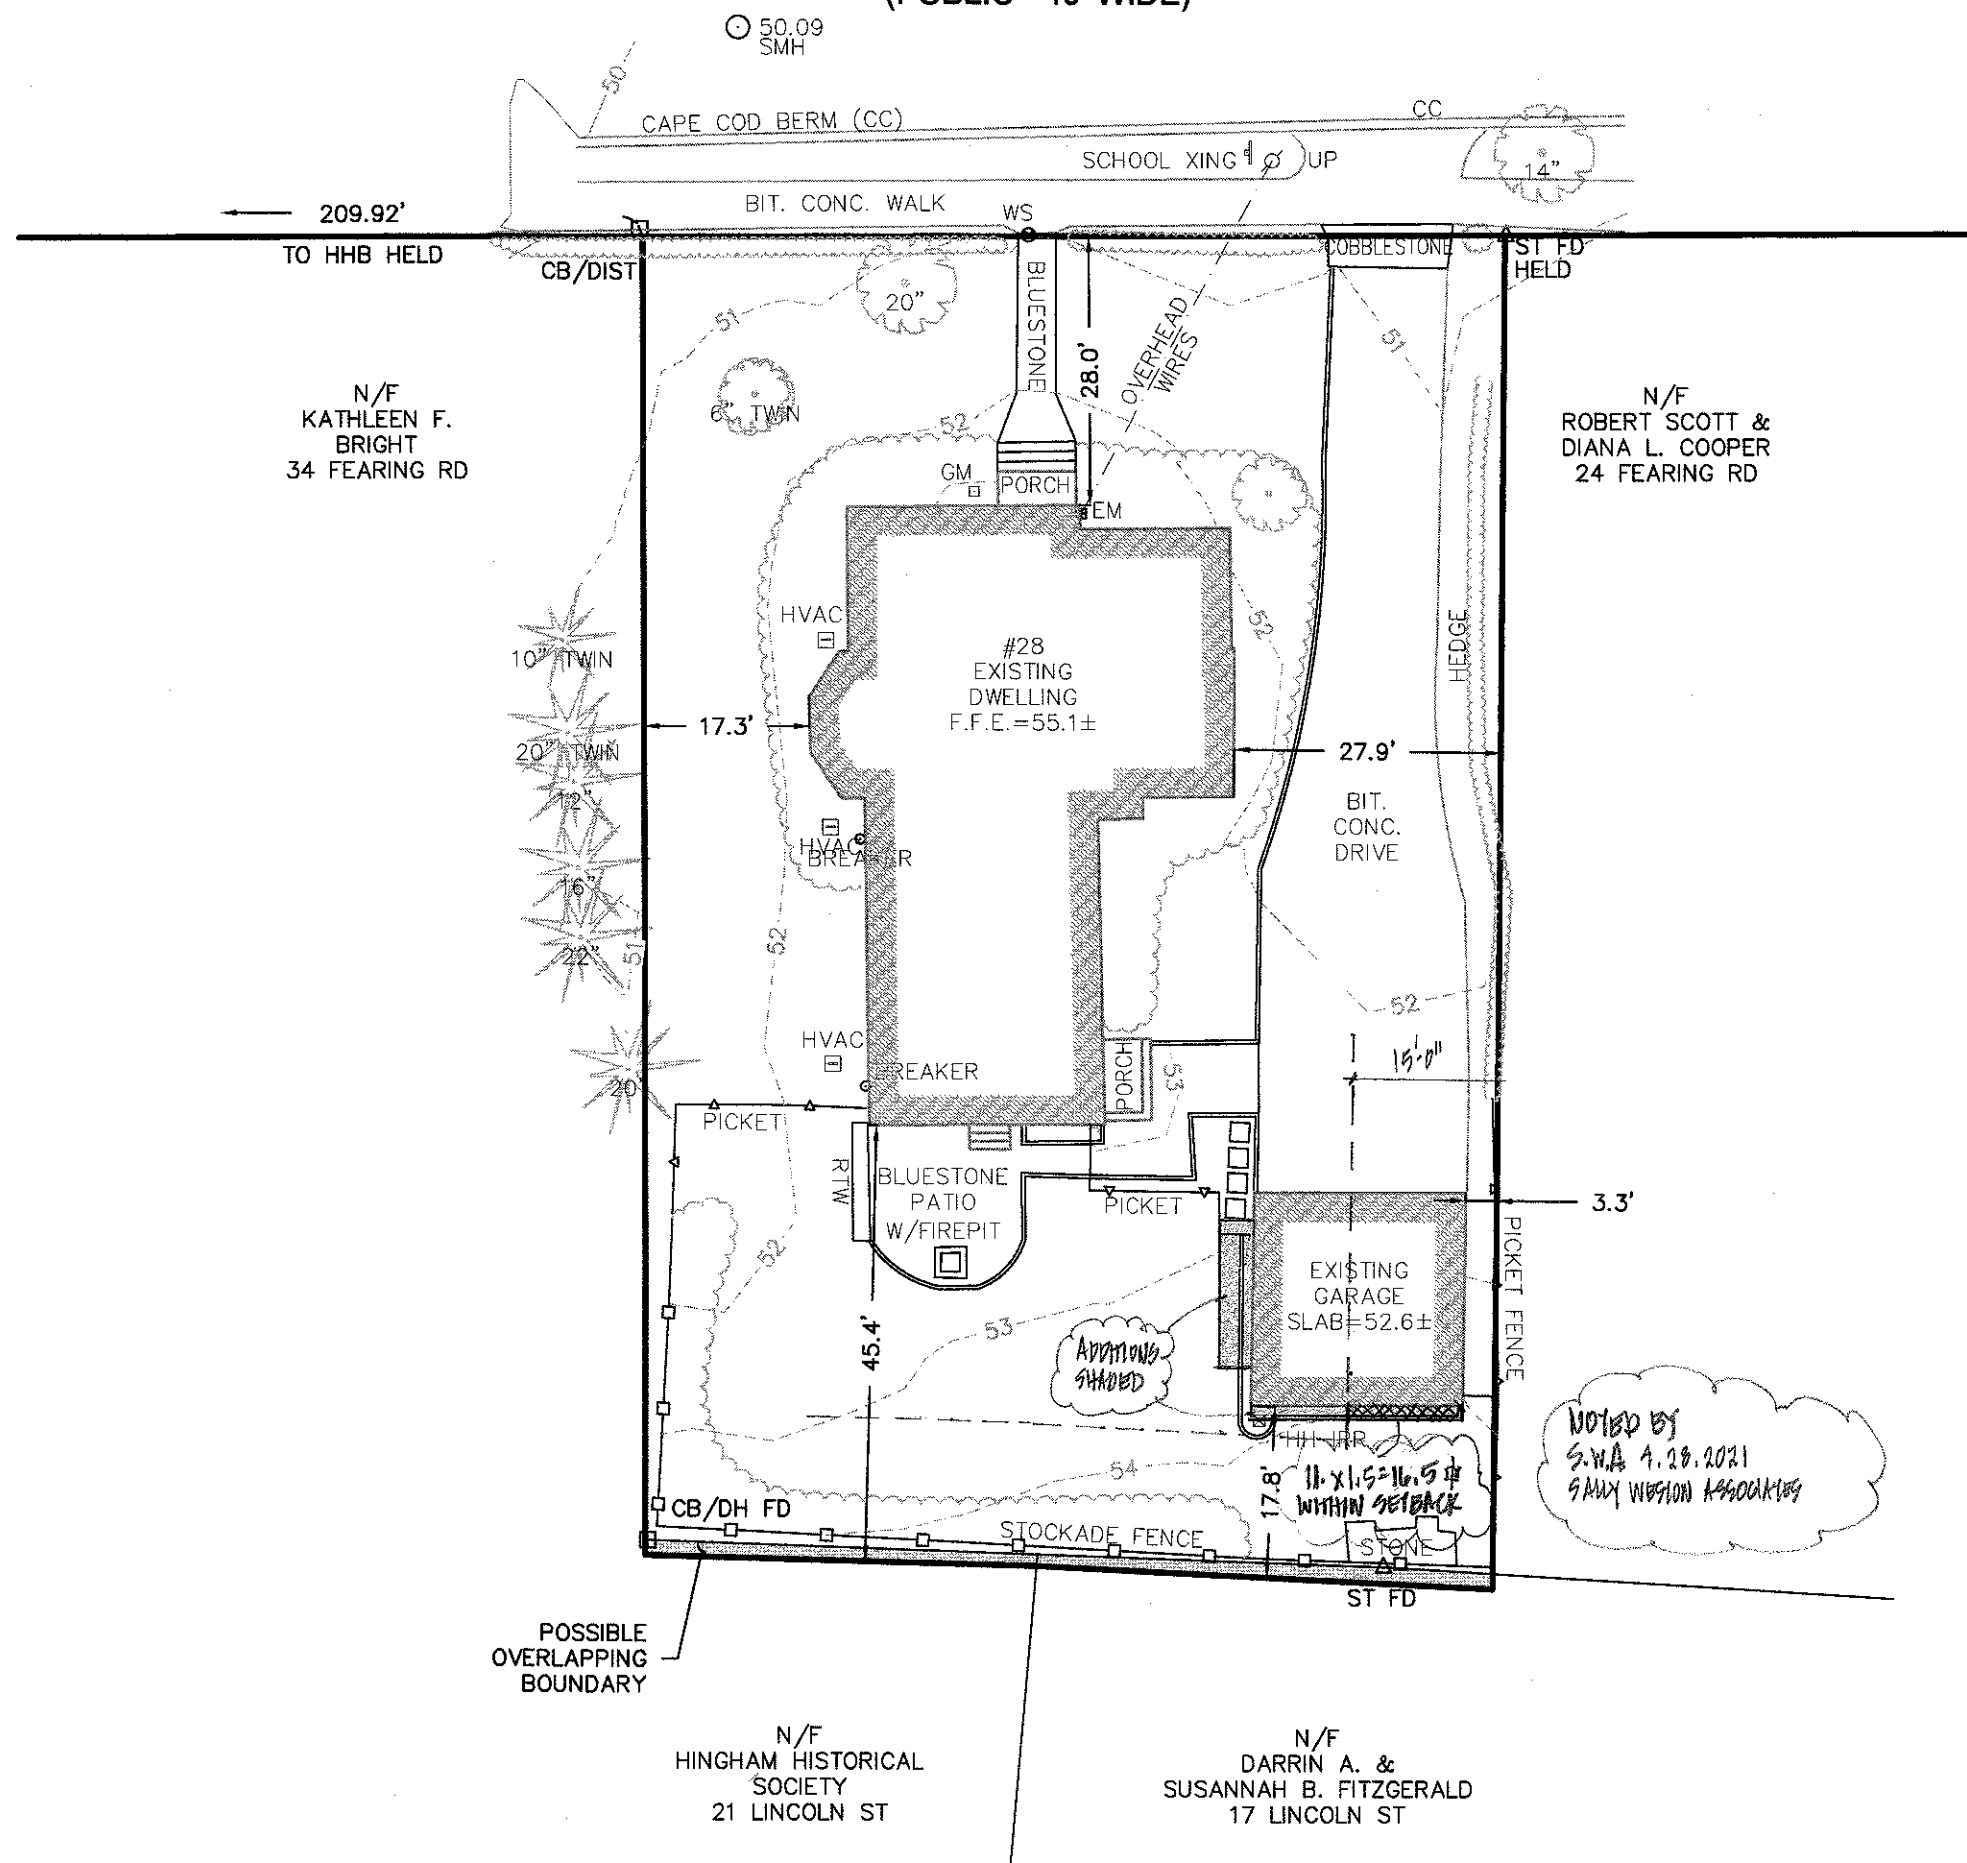 (PUBLIC - 40' WIDE)
50.09
SMH
50
CAPE COD BERM (CC)
CC
SCHOOL XING
UP
14"
BIT. CONC. WALK
WS
209.92'
TO HHB HELD
CB/DIST
COBBLESTONE
ST FD
HELD
20"
BLUESTONE
28.0'
OVERHEAD
WIRES
51
51
N/F
KATHLEEN F.
BRIGHT
34 FEARING RD
6" TWIN
52
N/F
ROBERT SCOTT &
DIANA L. COOPER
24 FEARING RD
GM
PORCH
EM
HVAC
52
HEDGE
#28
EXISTING
DWELLING
F.F.E.=55.1±
10" TWIN
17.3'
27.9'
20" TWIN
12"
BIT.
CONC.
DRIVE
HVAC
BREAKER
16"
22"
51
52
52
15'-0"
HVAC
BREAKER
PORCH
53
20
PICKET
RTW
BLUESTONE
PATIO
W/FIREPIT
PICKET
3.3'
PICKET FENCE
52
EXISTING
GARAGE
SLAB=52.6±
53
45.4'
ADDITIONS
SHADED
NOTED BY
S.W.A 4.28.2021
SALLY WESTON ASSOCIATES
HH IRR
54
17.8'
11. x1.5=16.5
WITHIN SETBACK
CB/DH FD
STOCKADE FENCE
STONE
ST FD
POSSIBLE
OVERLAPPING
BOUNDARY
N/F
HINGHAM HISTORICAL
SOCIETY
21 LINCOLN ST
N/F
DARRIN A. &
SUSANNAH B. FITZGERALD
17 LINCOLN ST